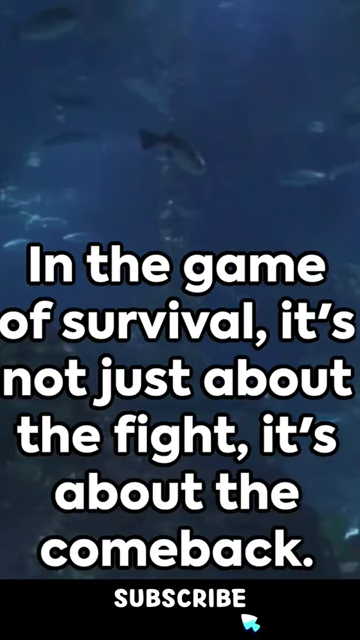 In the game
of survival, it's
not just about
the fight, it's
about the
comeback.
SUBSCRIBE